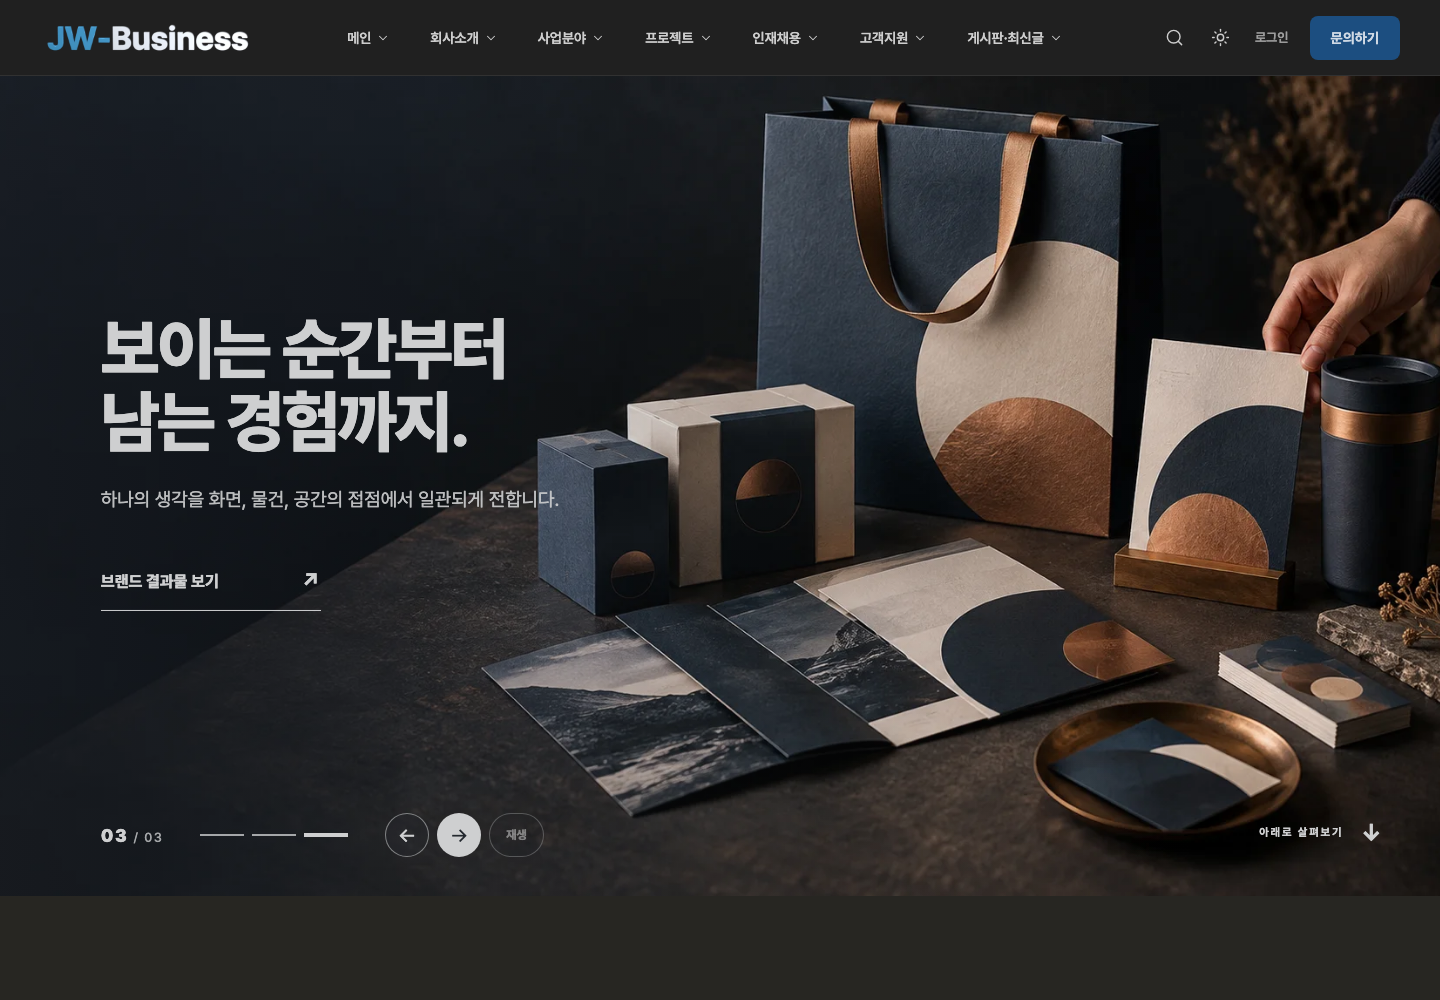 JW-Business
메인
회사소개
사업분야
프로젝트
인재채용
고객지원
게시판·최신글
로그인
문의하기
보이는 순간부터
남는 경험까지.
하나의 생각을 화면, 물건, 공간의 접점에서 일관되게 전합니다.
브랜드 결과물 보기
03 / 03
재생
아래로 살펴보기